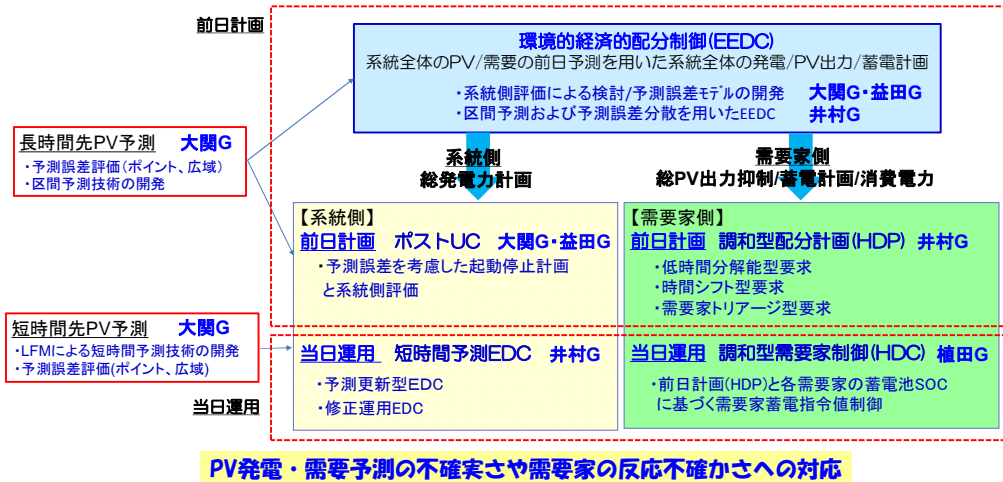 前日計画
環境的経済的配分制御(EEDC)
系統全体のPV/需要の前日予測を用いた系統全体の発電/PV出力/蓄電計画
・系統側評価による検討/予測誤差モデルの開発 大関G・益田G
・区間予測および予測誤差分散を用いたEEDC 井村G
長時間先PV予測 大関G
・予測誤差評価(ポイント、広域)
・区間予測技術の開発
系統側
総発電力計画
需要家側
総PV出力抑制/蓄電計画/消費電力
【系統側】
前日計画 ポストUC 大関G・益田G
・予測誤差を考慮した起動停止計画
と系統側評価
【需要家側】
前日計画 調和型配分計画(HDP) 井村G
・低時間分解能型要求
・時間シフト型要求
・需要家トリアージ型要求
短時間先PV予測 大関G
・LFMによる短時間予測技術の開発
・予測誤差評価(ポイント、広域)
当日運用 短時間予測EDC 井村G
・予測更新型EDC
・修正運用EDC
当日運用 調和型需要家制御(HDC) 植田G
・前日計画(HDP)と各需要家の蓄電池SOC
に基づく需要家蓄電指令値制御
当日運用
PV発電・需要予測の不確実さや需要家の反応不確かさへの対応